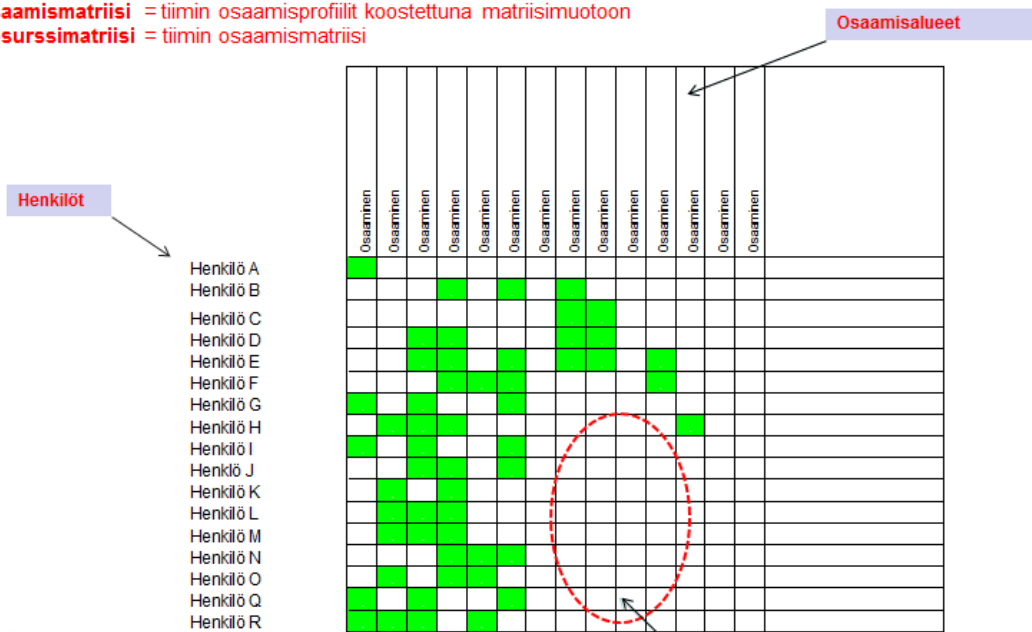 aamismatriisi = tiimin osaamisprofiilit koostettuna matriisimuotoon
surssimatriisi = tiimin osaamismatriisi
Osaamisalueet
Henkilöt
Osaaminen
Osaaminen
Osaaminen
Osaaminen
Osaaminen
Osaaminen
Osaaminen
Osaaminen
Osaaminen
Osaaminen
Osaaminen
Osaaminen
Osaaminen
Osaaminen
Henkilö A
Henkilö B
Henkilö C
Henkilö D
Henkilö E
Henkilö F
Henkilö G
Henkilö H
Henkilö I
Henklö J
Henkilö K
Henkilö L
Henkilö M
Henkilö N
Henkilö O
Henkilö Q
Henkilö R